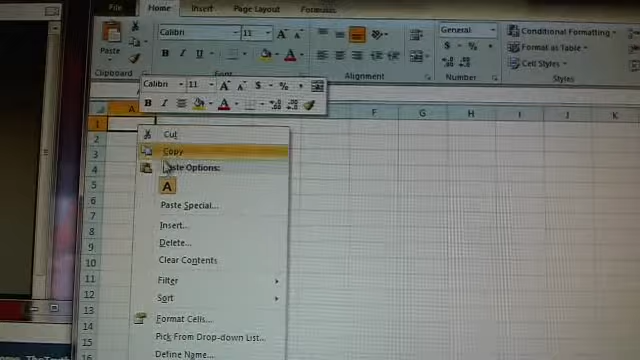 File Home Insert Page Layout Formulas
Calibri 11 General Conditional Formatting
Paste B I U $ % , Format as Table
Cell Styles
Clipboard Font Alignment Number Styles
Calibri 11 A A $ % ,
B I A
A F G H I J K
1
2
3
4
5
6
7
8
9
10
11
12
13
14
15
16
Cut
Copy
Paste Options:
A
Paste Special...
Insert...
Delete...
Clear Contents
Filter
Sort
Format Cells...
Pick From Drop-down List...
Define Name...